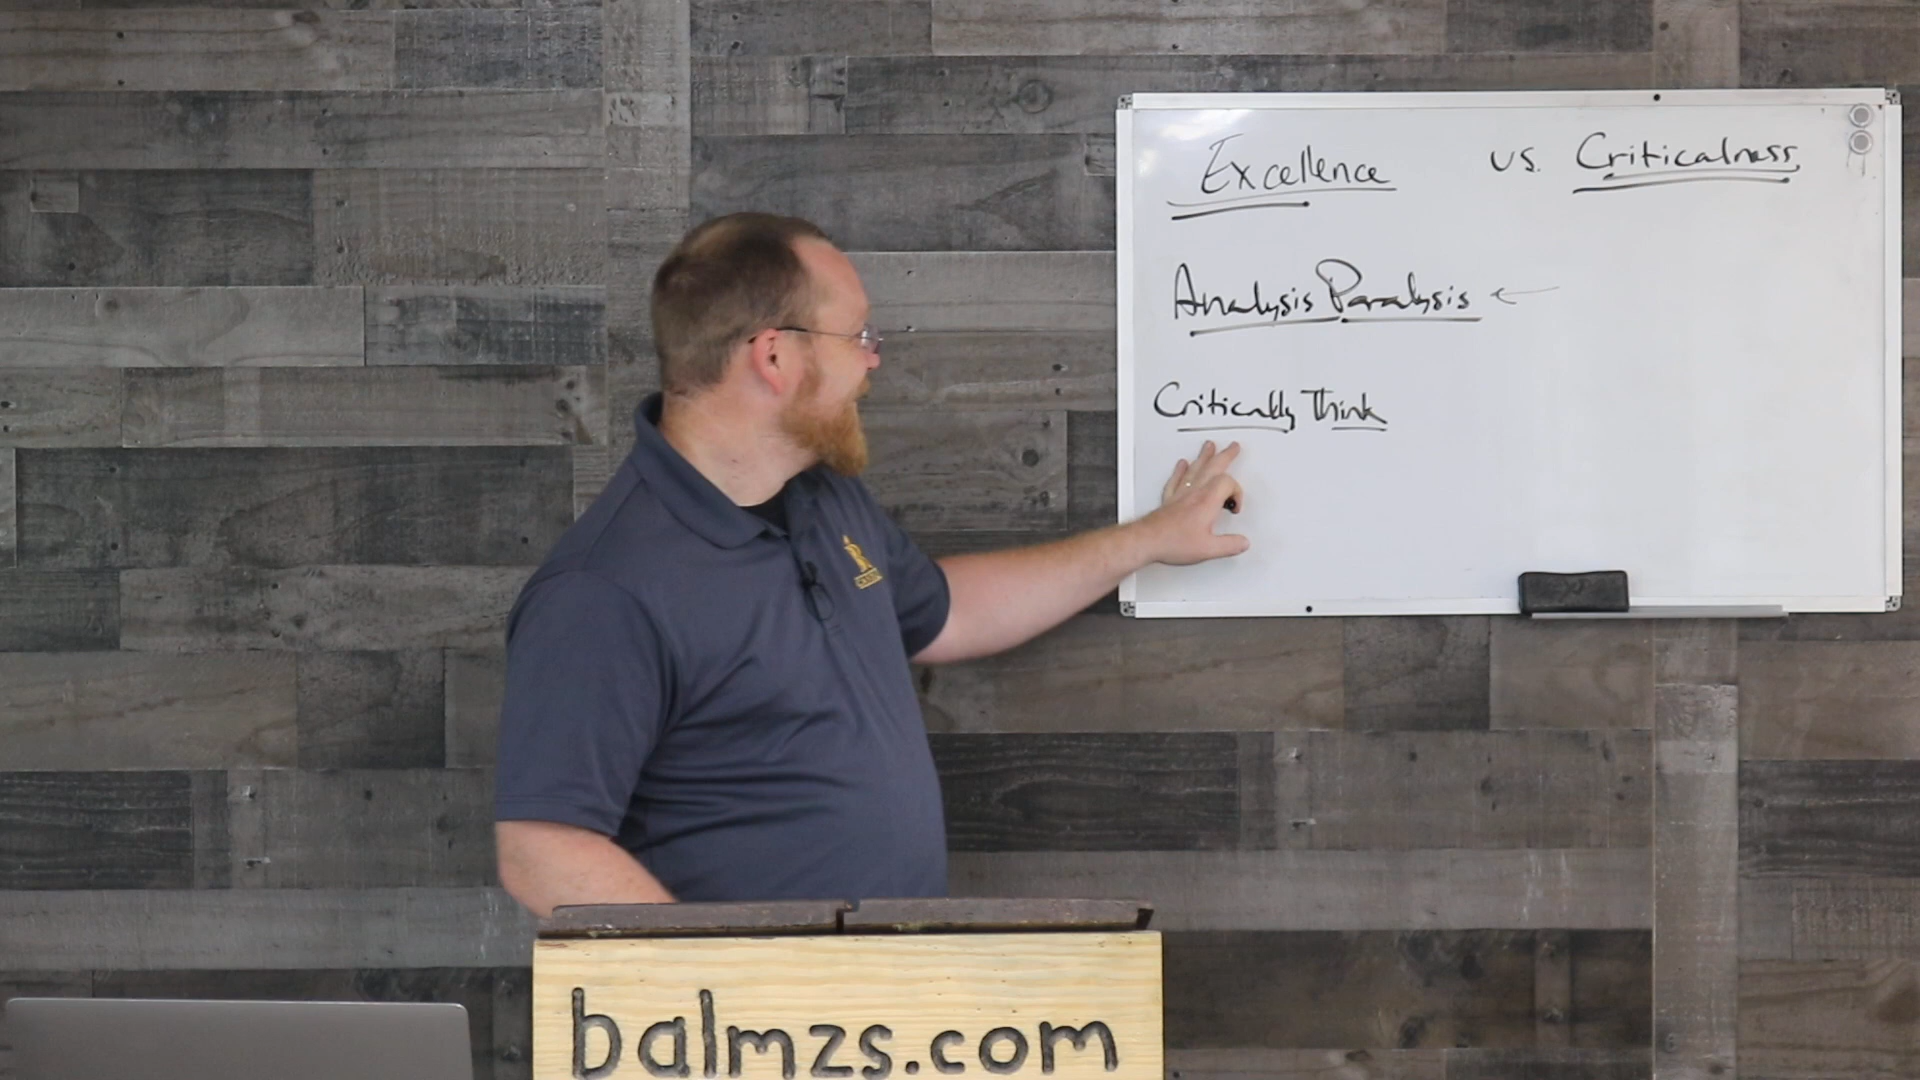 Excellence vs. Criticalness
Analysis Paralysis ←
Critically Think
balmzs.com